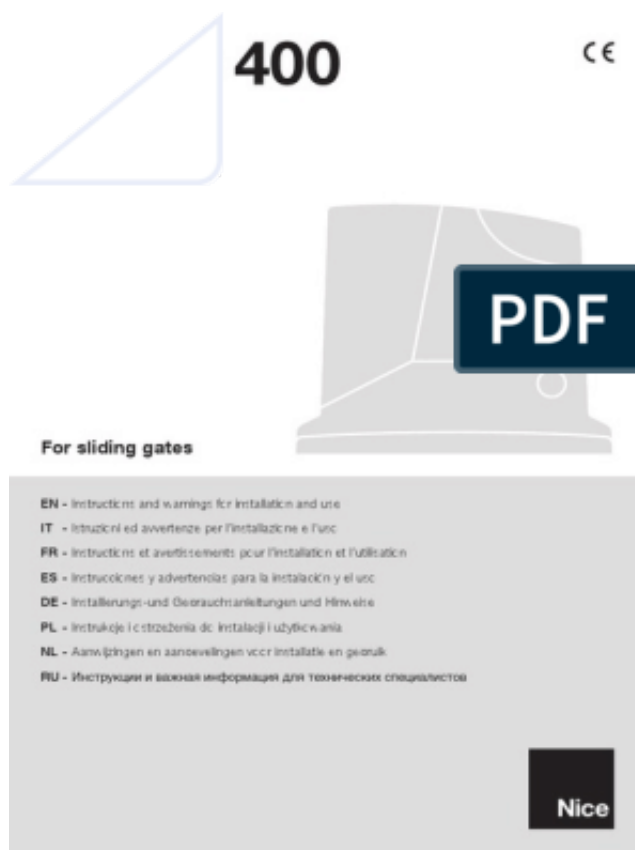 400
CE
PDF
For sliding gates
EN - Instructions and warnings for installation and use
IT - Istruzioni ed avvertenze per l'installazione e l'uso
FR - Instructions et avertissements pour l'installation et l'utilisation
ES - Instrucciones y advertencias para la instalación y el uso
DE - Installierungs-und Gebrauchsanleitungen und Hinweise
PL - Instrukcje i ostrzeżenia do instalacji i użytkowania
NL - Aanwijzingen en aanbevelingen voor installatie en gebruik
RU - Инструкции и важная информация для технических специалистов
Nice